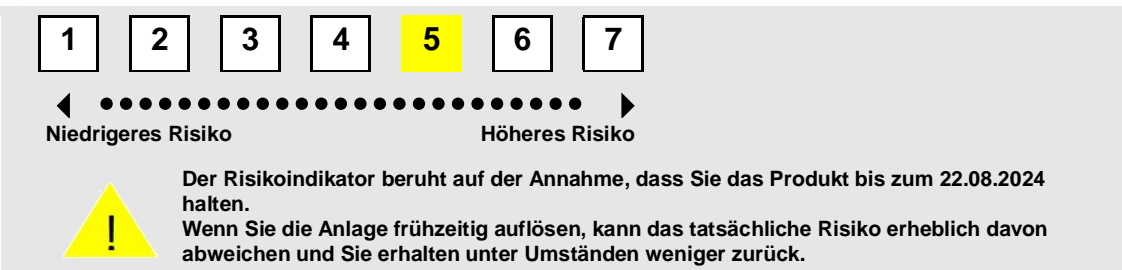 1 2 3 4 5 6 7
Niedrigeres Risiko Höheres Risiko
Der Risikoindikator beruht auf der Annahme, dass Sie das Produkt bis zum 22.08.2024
halten.
Wenn Sie die Anlage frühzeitig auflösen, kann das tatsächliche Risiko erheblich davon
abweichen und Sie erhalten unter Umständen weniger zurück.
!